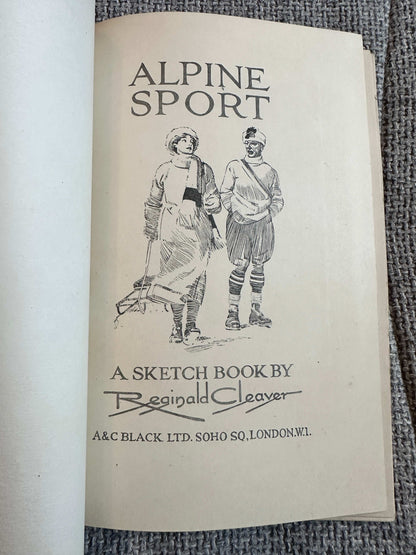 ALPINE
SPORT
A SKETCH BOOK BY
Reginald Cleaver
A & C BLACK LTD. SOHO SQ, LONDON.W.1.